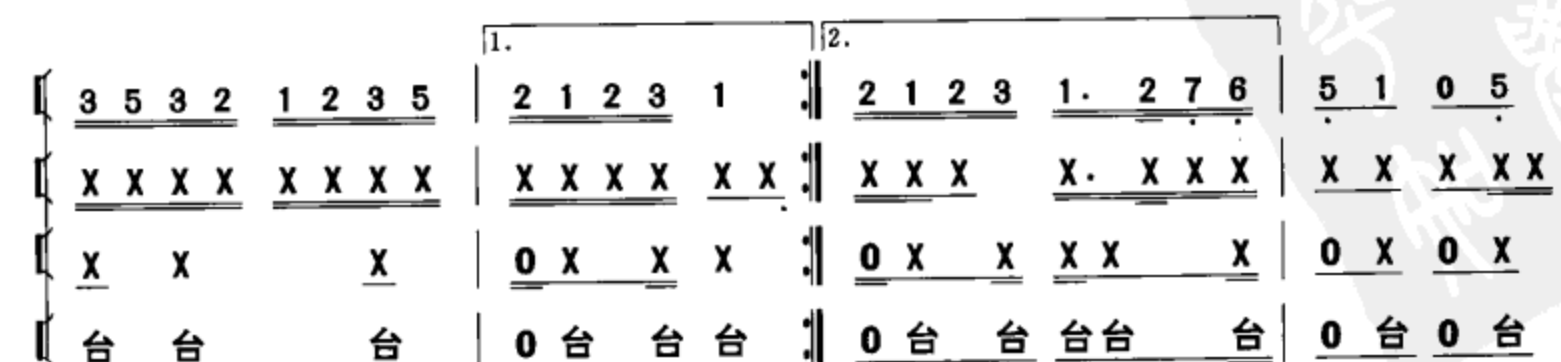 1. 2.
3 5 3 2 1 2 3 5 2 1 2 3 1 2 1 2 3 1. 2 7 6 5 1 0 5
X X X X X X X X X X X X X X X X X X. X X X X X X X X
X X X 0 X X X 0 X X X X X 0 X 0 X
台 台 台 0 台 台 台 0 台 台 台 台 台 0 台 0 台